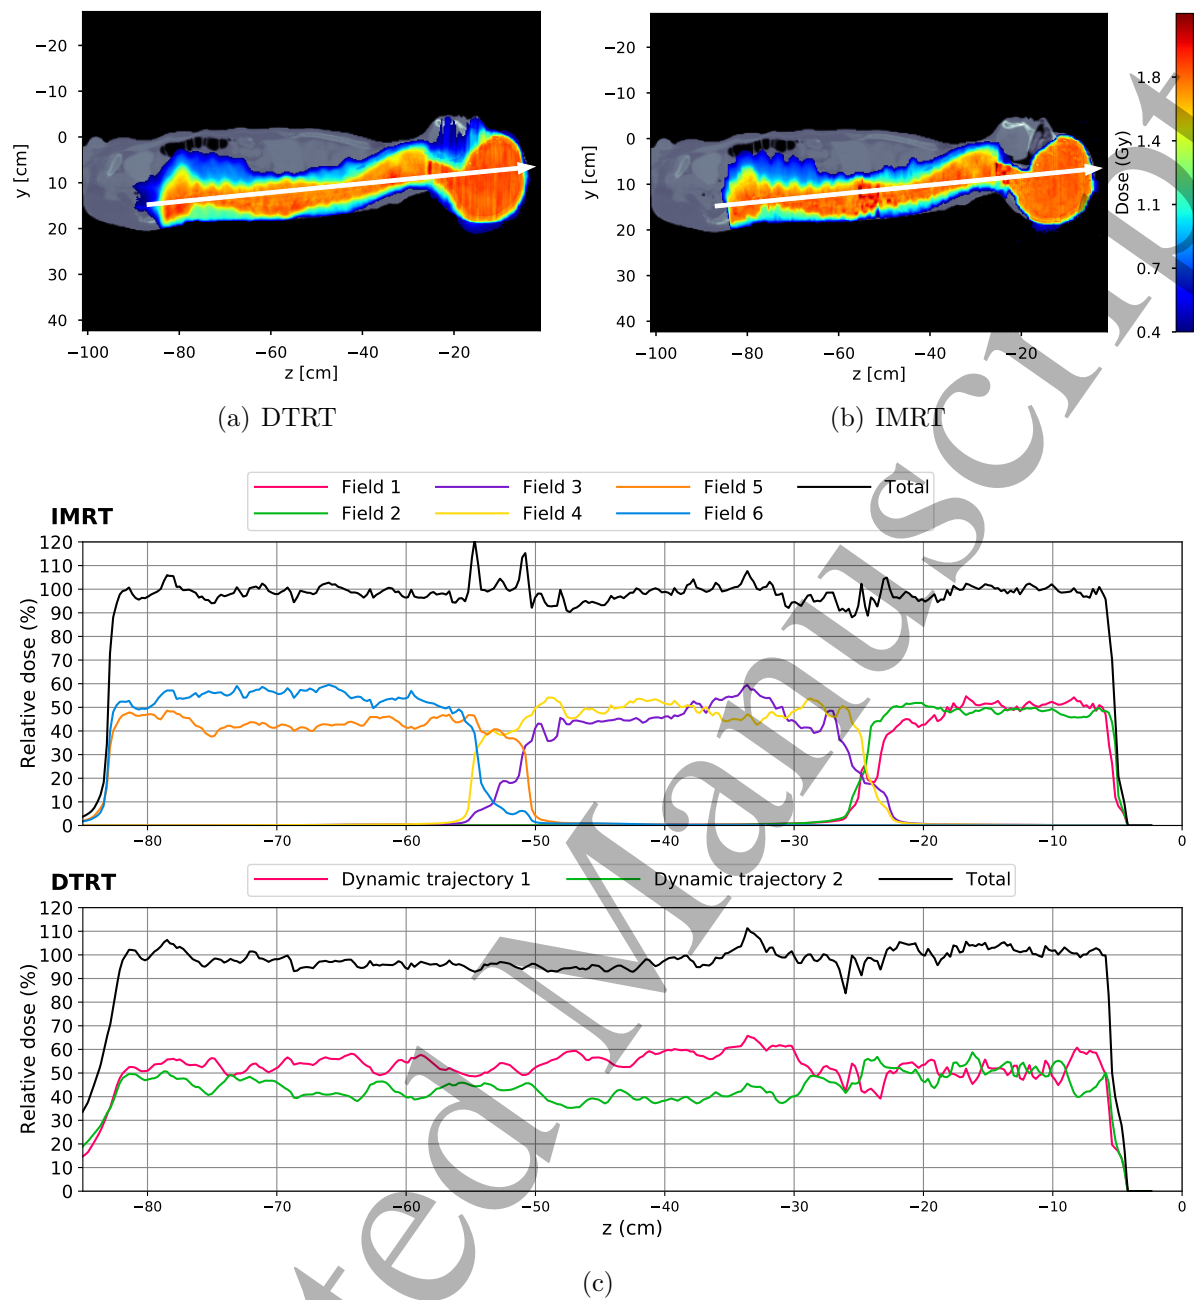 −20
−10
0
10
20
30
40
y [cm]
−100 −80 −60 −40 −20
z [cm]
(a) DTRT
−20
−10
0
10
20
30
40
y [cm]
−100 −80 −60 −40 −20
z [cm]
(b) IMRT
1.8
1.4
1.1
0.7
0.4
Dose (Gy)
Field 1 Field 3 Field 5 Total
Field 2 Field 4 Field 6
IMRT
120
110
100
90
80
70
60
50
40
30
20
10
0
Relative dose (%)
−80 −70 −60 −50 −40 −30 −20 −10 0
DTRT
Dynamic trajectory 1 Dynamic trajectory 2 Total
120
110
100
90
80
70
60
50
40
30
20
10
0
Relative dose (%)
−80 −70 −60 −50 −40 −30 −20 −10 0
z (cm)
(c)
ted Manuscript